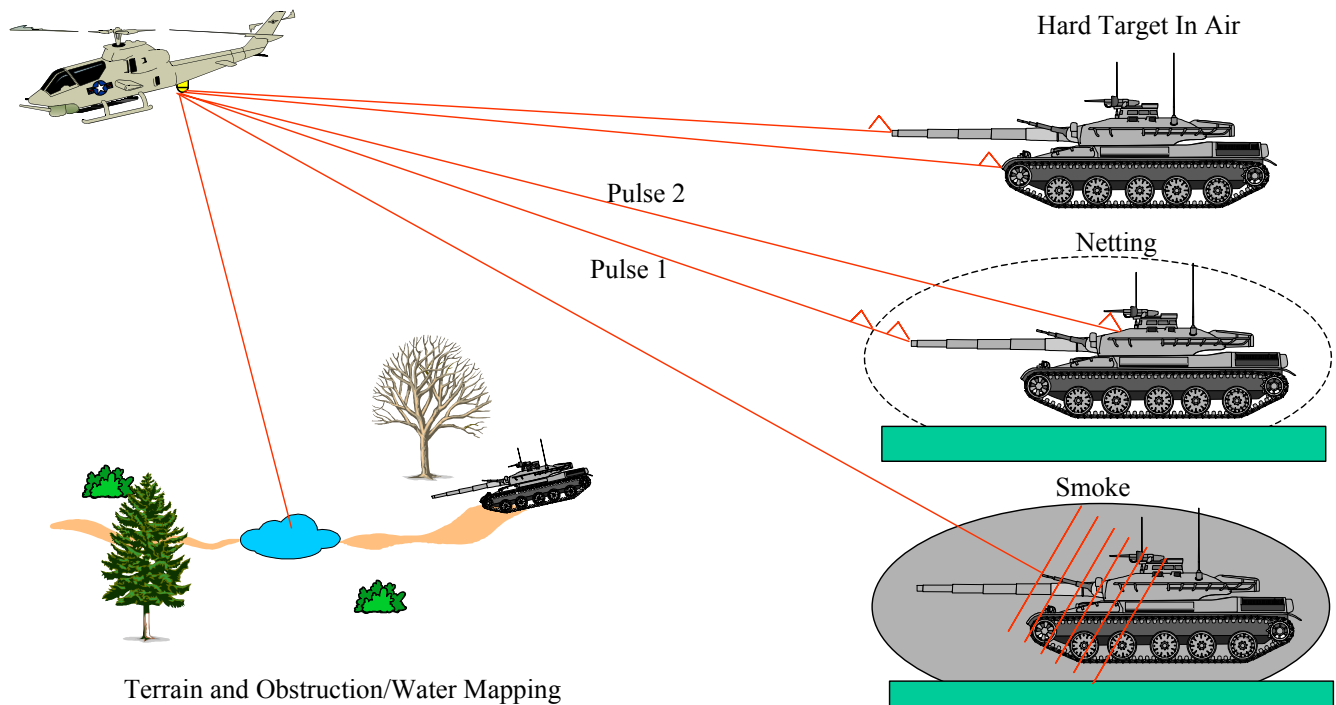 Hard Target In Air
Pulse 2
Netting
Pulse 1
Smoke
Terrain and Obstruction/Water Mapping